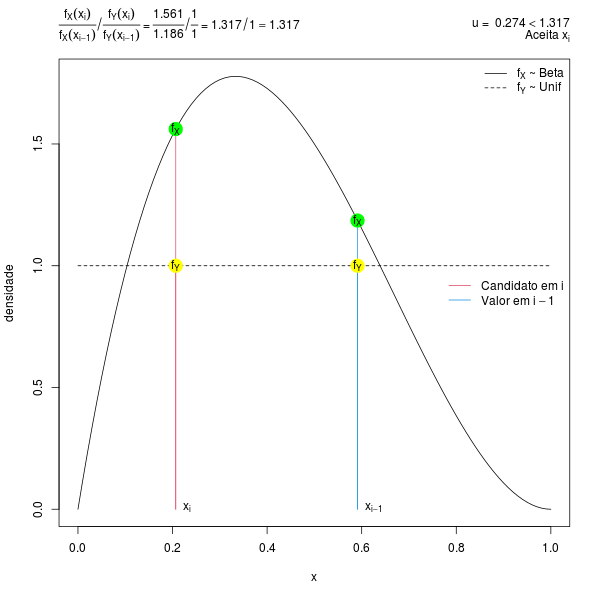 fX(xi)/fX(xi−1) / fY(xi)/fY(xi−1) = 1.561/1.186 / 1/1 = 1.317/1 = 1.317
u = 0.274 < 1.317
Aceita xi
fX ~ Beta
fY ~ Unif
fX
fX
fY
fY
Candidato em i
Valor em i − 1
xi
xi−1
densidade
0.0
0.5
1.0
1.5
0.0 0.2 0.4 0.6 0.8 1.0
x